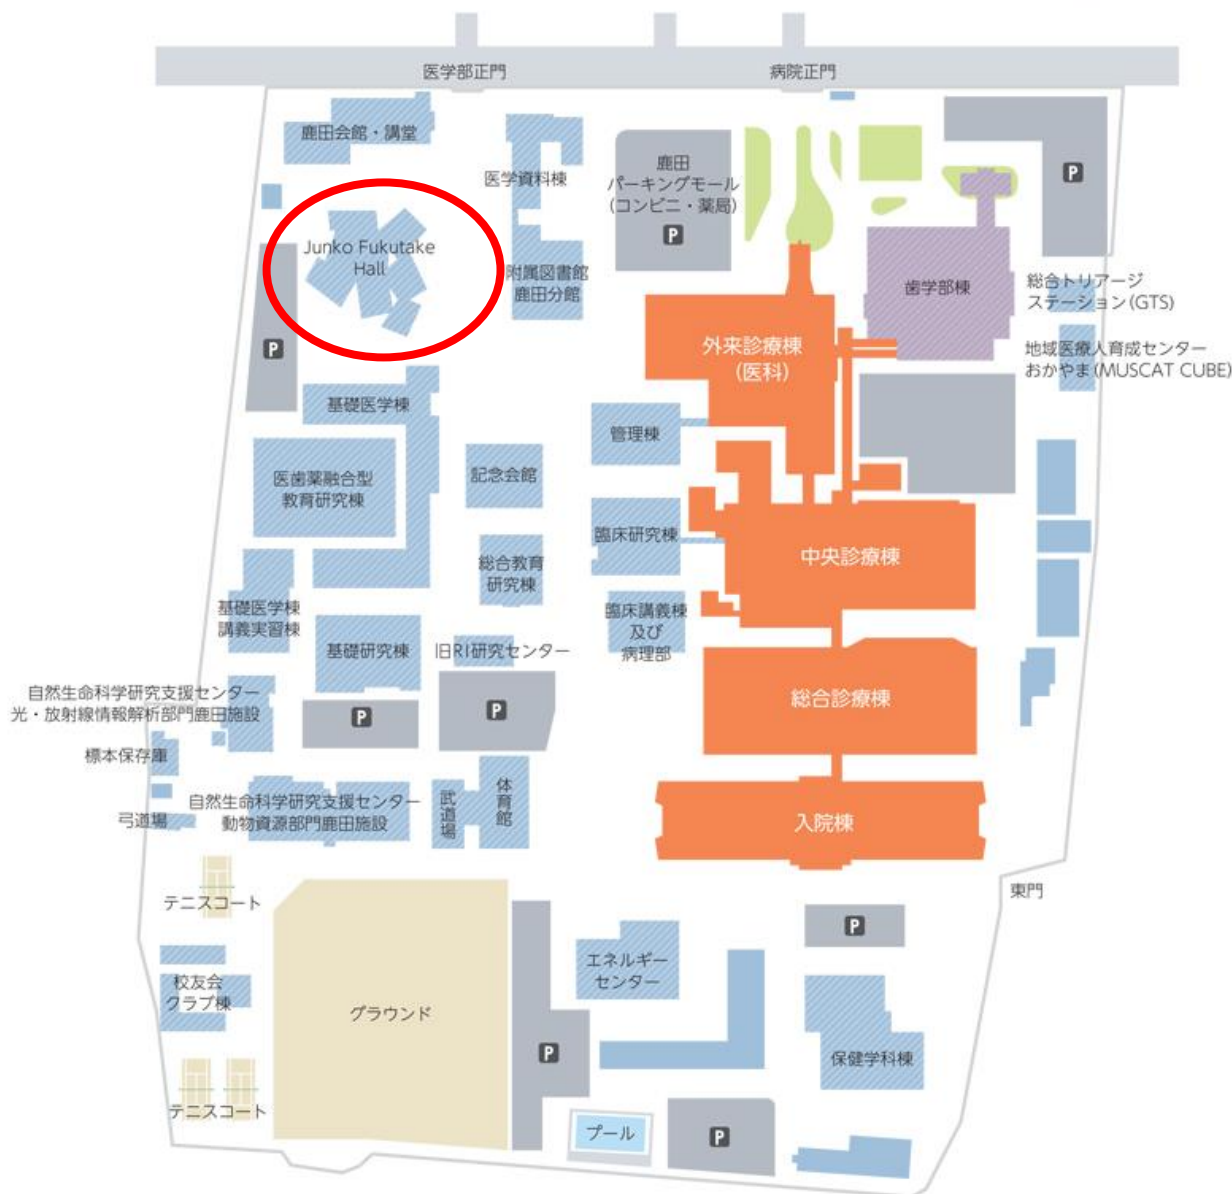 医学部正門
病院正門
鹿田会館・講堂
医学資料棟
鹿田
パーキングモール
(コンビニ・薬局)
P
P
Junko Fukutake
Hall
附属図書館
鹿田分館
歯学部棟
総合トリアージ
ステーション(GTS)
外来診療棟
(医科)
地域医療人育成センター
おかやま(MUSCAT CUBE)
P
基礎医学棟
管理棟
医歯薬融合型
教育研究棟
記念会館
臨床研究棟
中央診療棟
総合教育
研究棟
基礎医学棟
講義実習棟
臨床講義棟
及び
病理部
基礎研究棟
旧RI研究センター
自然生命科学研究支援センター
光・放射線情報解析部門鹿田施設
総合診療棟
P
P
標本保存庫
弓道場
自然生命科学研究支援センター
動物資源部門鹿田施設
武道場
体育館
入院棟
テニスコート
東門
P
校友会
クラブ棟
グラウンド
エネルギー
センター
P
保健学科棟
テニスコート
プール
P